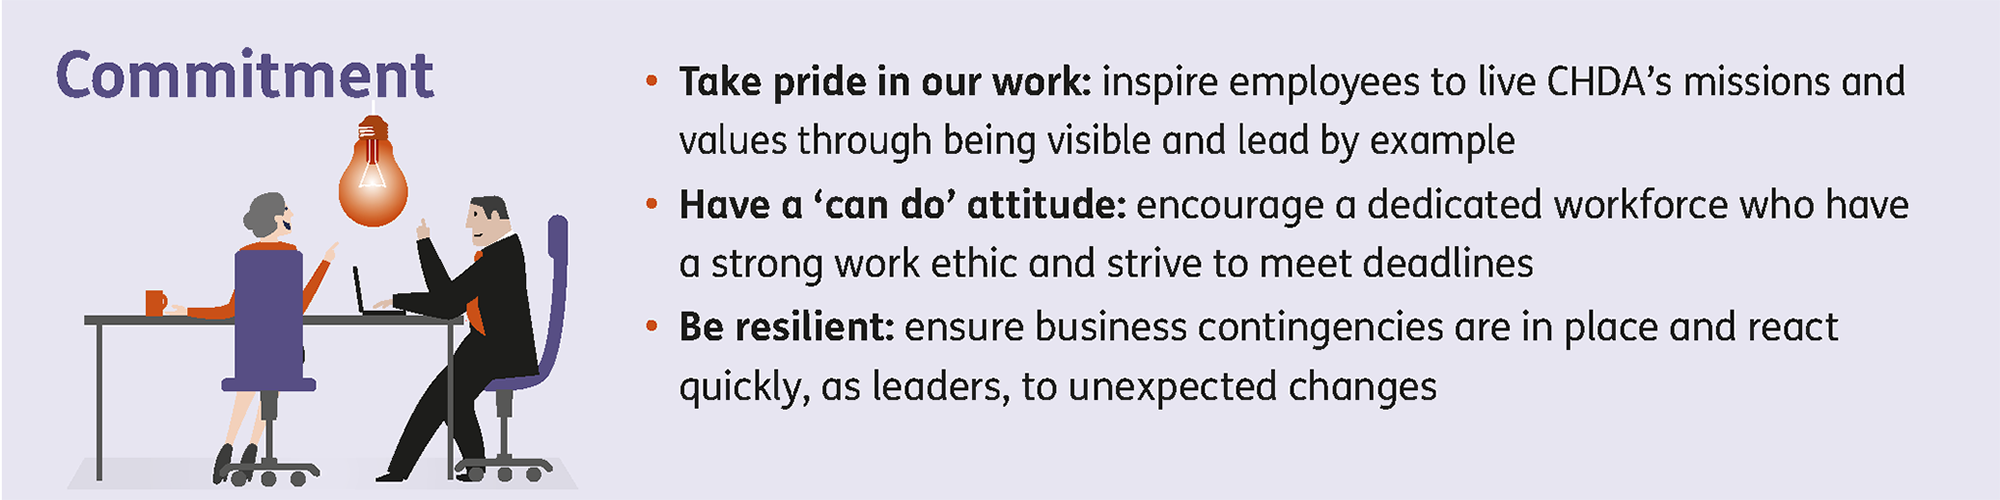 Commitment
• Take pride in our work: inspire employees to live CHDA’s missions and
values through being visible and lead by example
• Have a ‘can do’ attitude: encourage a dedicated workforce who have
a strong work ethic and strive to meet deadlines
• Be resilient: ensure business contingencies are in place and react
quickly, as leaders, to unexpected changes